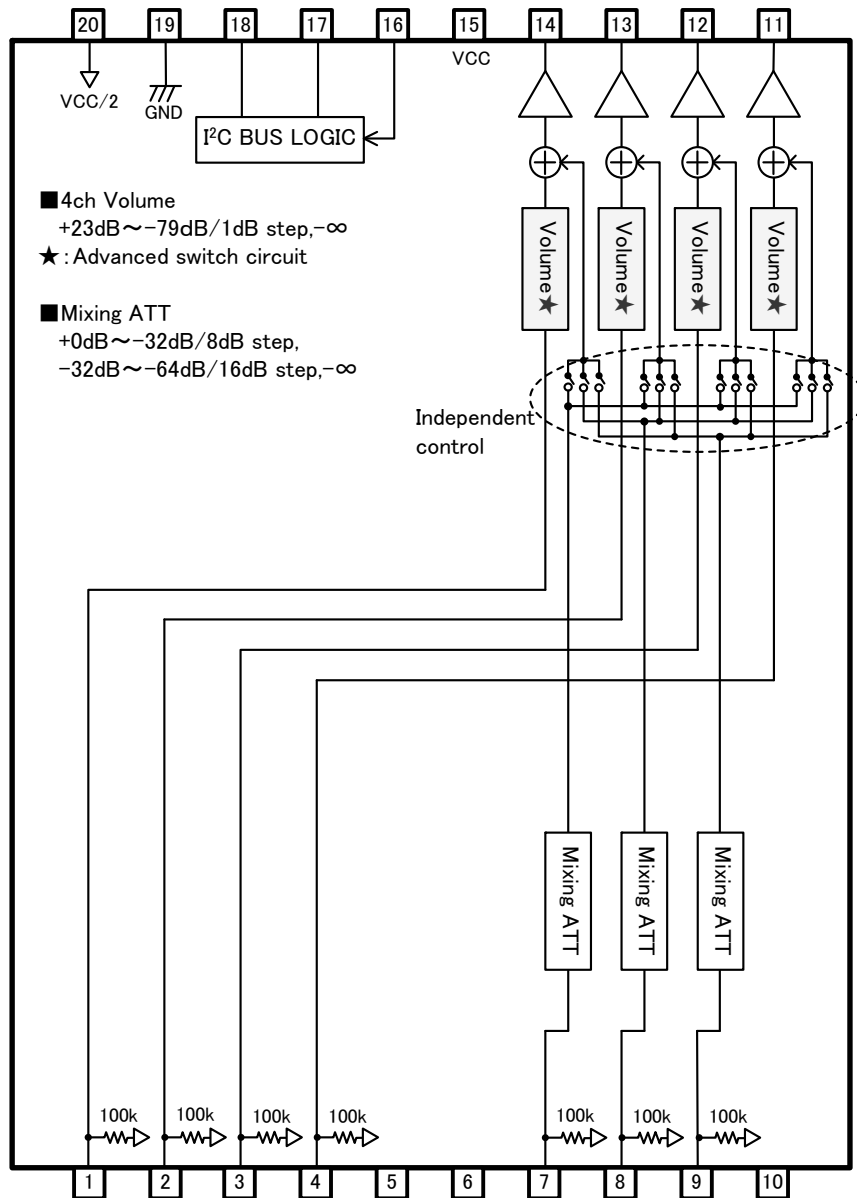 20 19 18 17 16 15 14 13 12 11
VCC
VCC/2
GND
I²C BUS LOGIC
■4ch Volume
+23dB～-79dB/1dB step,-∞
★:Advanced switch circuit
Volume★ Volume★ Volume★ Volume★
■Mixing ATT
+0dB～-32dB/8dB step,
-32dB～-64dB/16dB step,-∞
Independent
control
Mixing ATT Mixing ATT Mixing ATT
100k 100k 100k 100k 100k 100k 100k
1 2 3 4 5 6 7 8 9 10